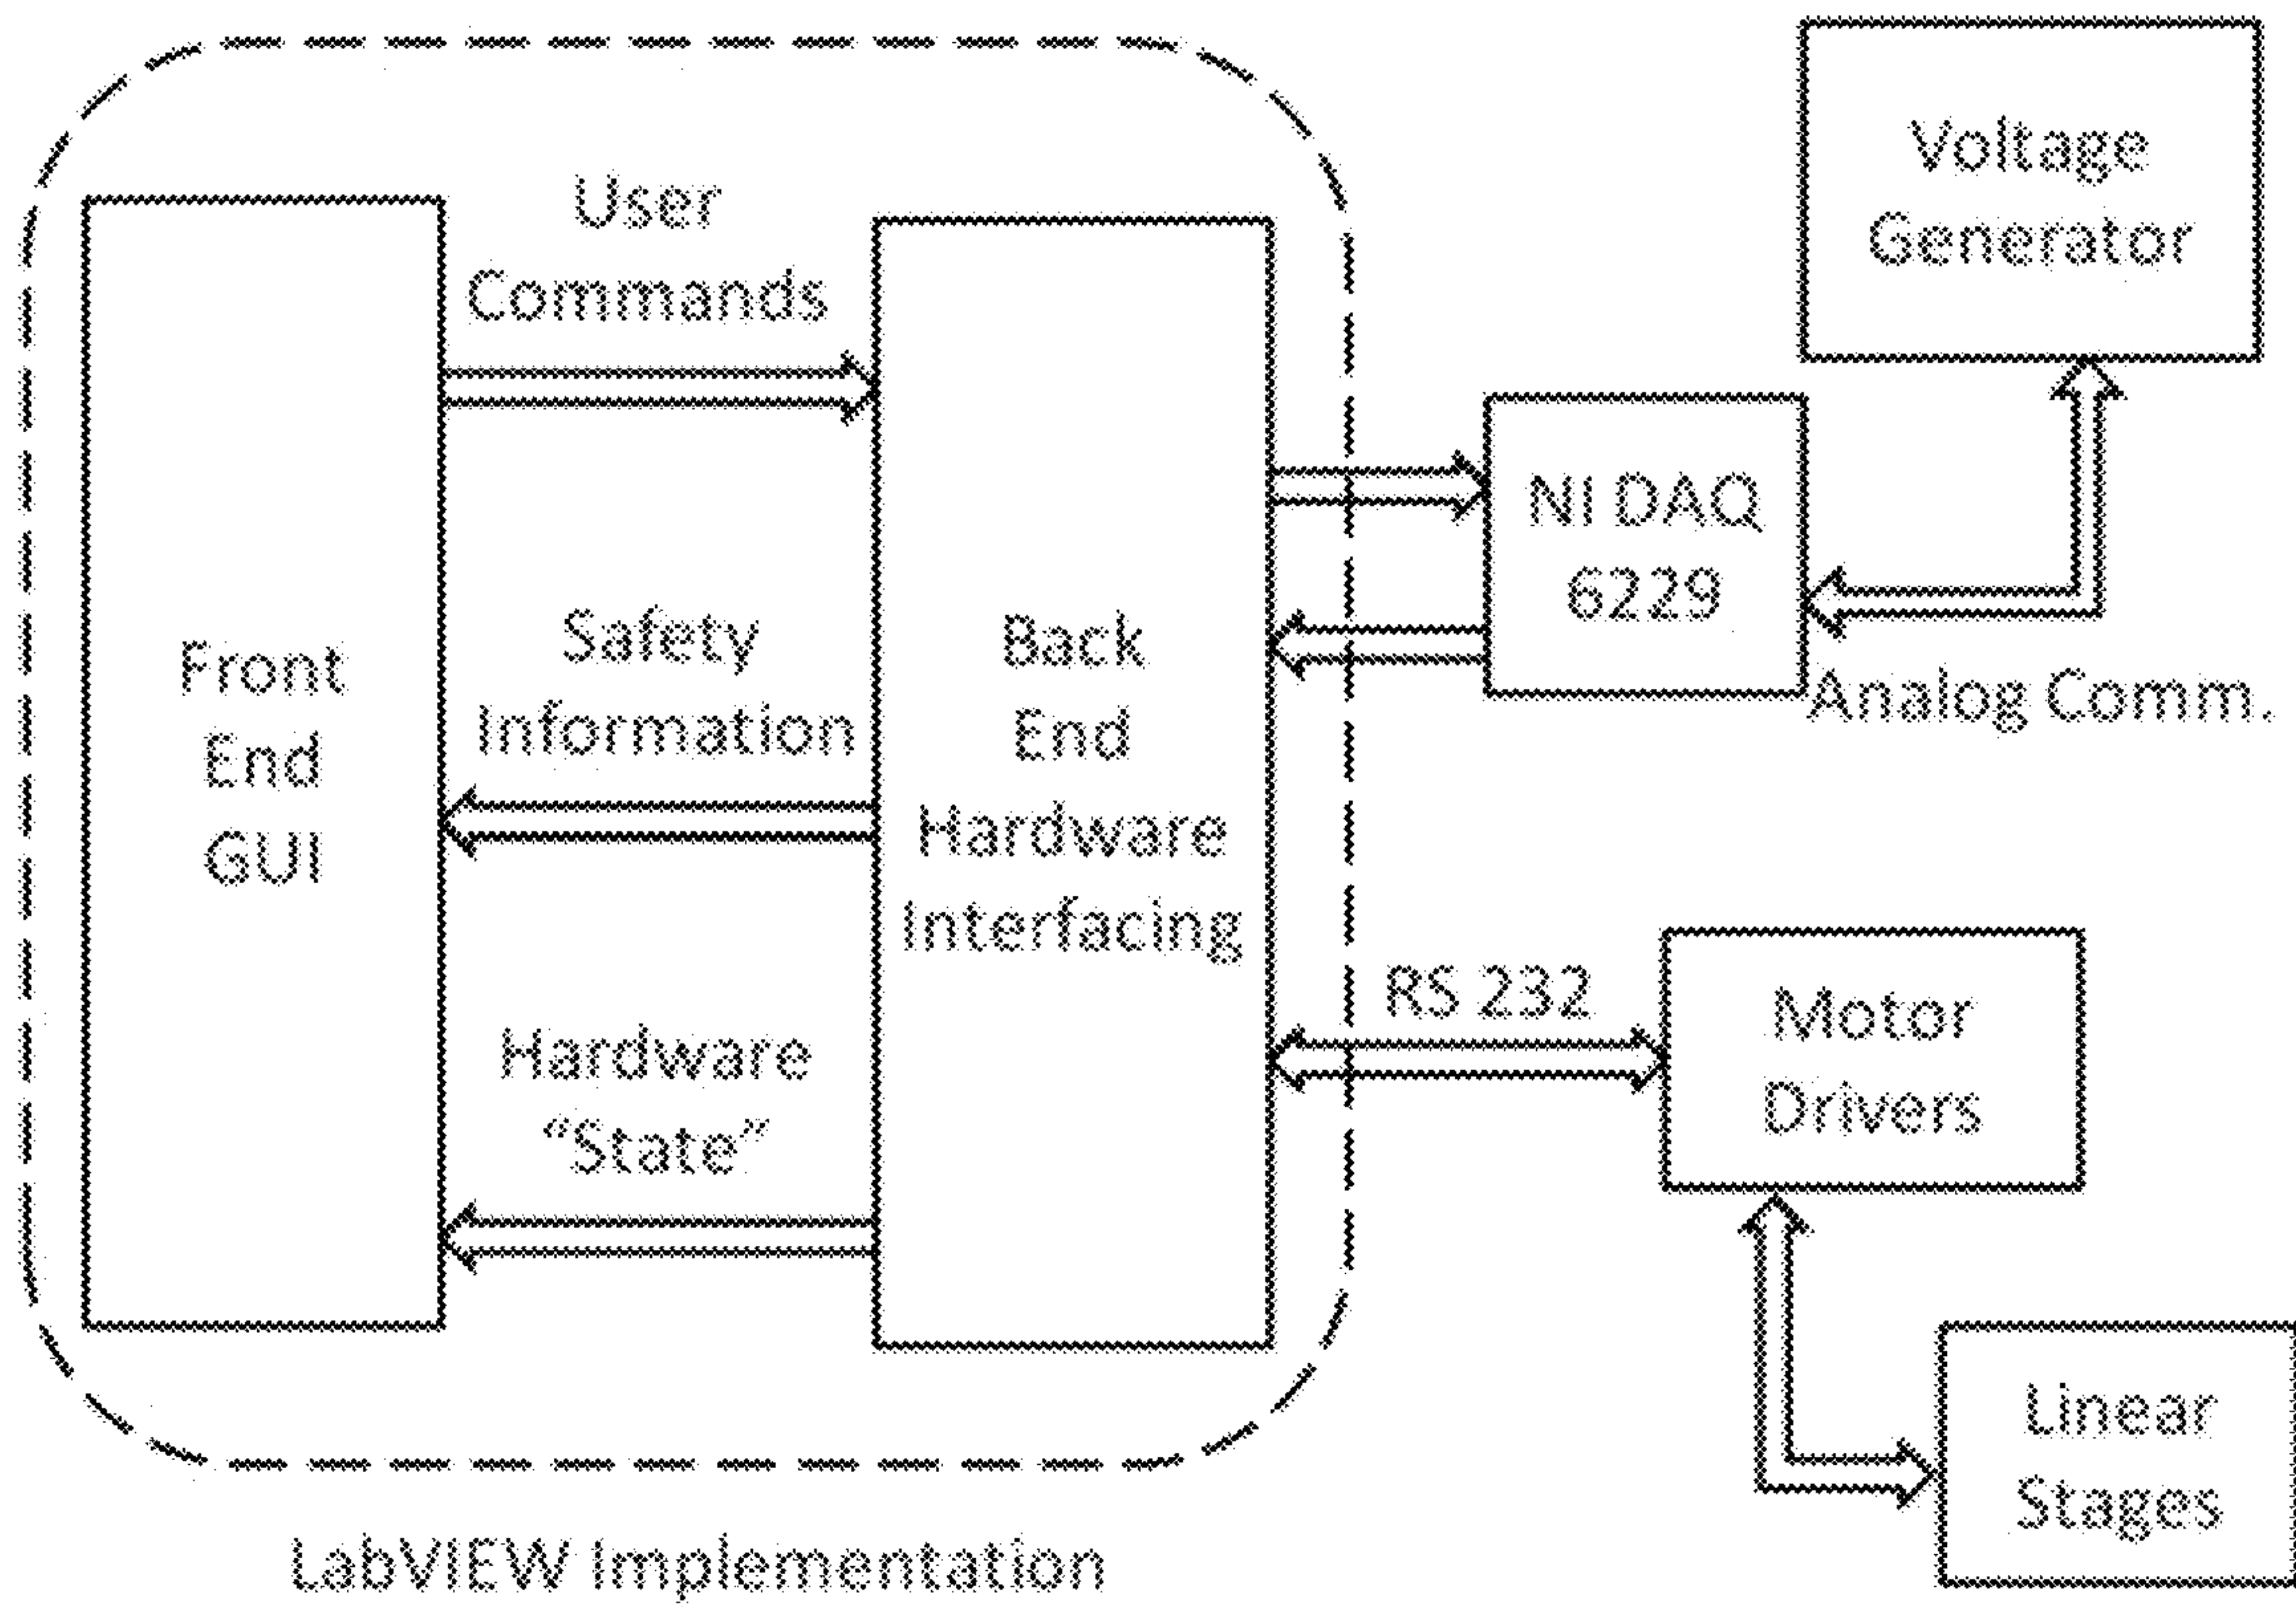 User
Commands
Safety
Information
Hardware
“State”
Front
End
GUI
Back
End
Hardware
Interfacing
Voltage
Generator
NI DAQ
6229
Analog Comm.
RS 232
Motor
Drivers
Linear
Stages
LabVIEW Implementation